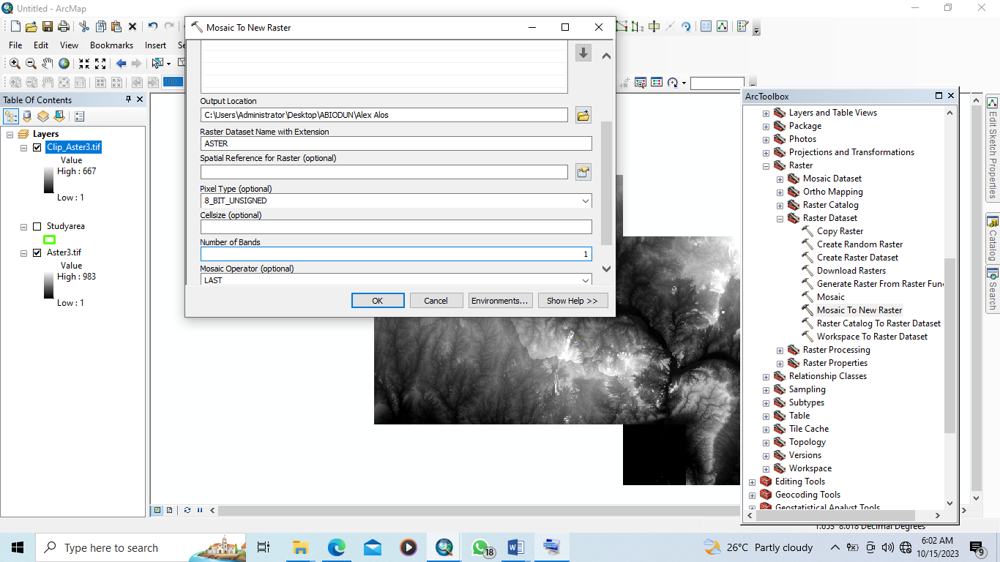 Untitled - ArcMap
File Edit View Bookmarks Insert Se
100%
Table Of Contents
Layers
Clip_Aster3.tif
Value
High : 667
Low : 1
Studyarea
Aster3.tif
Value
High : 983
Low : 1
Mosaic To New Raster
Output Location
C:\Users\Administrator\Desktop\ABIODUN\Alex Alos
Raster Dataset Name with Extension
ASTER
Spatial Reference for Raster (optional)
Pixel Type (optional)
8_BIT_UNSIGNED
Cellsize (optional)
Number of Bands
1
Mosaic Operator (optional)
LAST
OK Cancel Environments... Show Help >>
ArcToolbox
Layers and Table Views
Package
Photos
Projections and Transformations
Raster
Mosaic Dataset
Ortho Mapping
Raster Catalog
Raster Dataset
Copy Raster
Create Random Raster
Create Raster Dataset
Download Rasters
Generate Raster From Raster Fun
Mosaic
Mosaic To New Raster
Raster Catalog To Raster Dataset
Workspace To Raster Dataset
Raster Processing
Raster Properties
Relationship Classes
Sampling
Subtypes
Table
Tile Cache
Topology
Versions
Workspace
Editing Tools
Geocoding Tools
Geostatistical Analyst Tools
Edit Sketch Properties
Catalog
Search
1.653 8.618 Decimal Degrees
Type here to search
18
26°C Partly cloudy
6:02 AM
10/15/2023
9